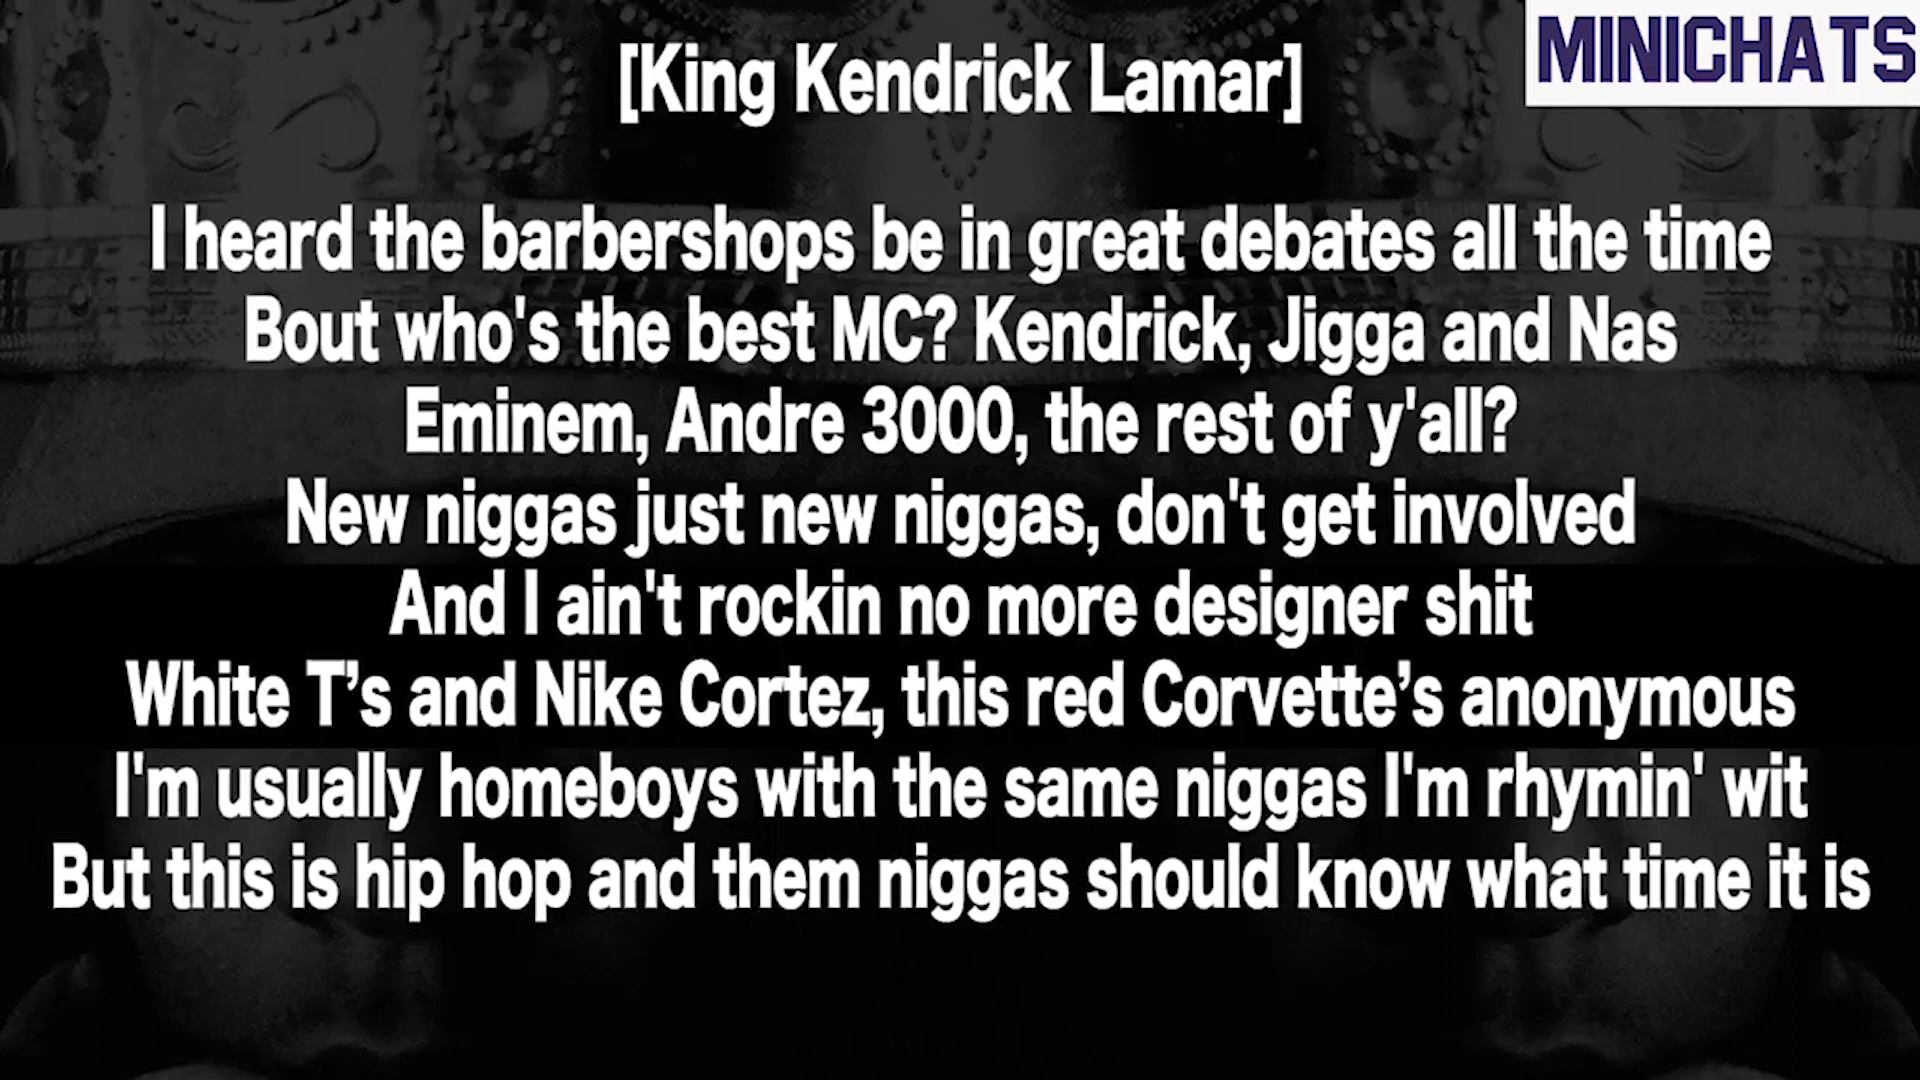 [King Kendrick Lamar]
MINICHATS
I heard the barbershops be in great debates all the time
Bout who's the best MC? Kendrick, Jigga and Nas
Eminem, Andre 3000, the rest of y'all?
New niggas just new niggas, don't get involved
And I ain't rockin no more designer shit
White T’s and Nike Cortez, this red Corvette’s anonymous
I'm usually homeboys with the same niggas I'm rhymin' wit
But this is hip hop and them niggas should know what time it is